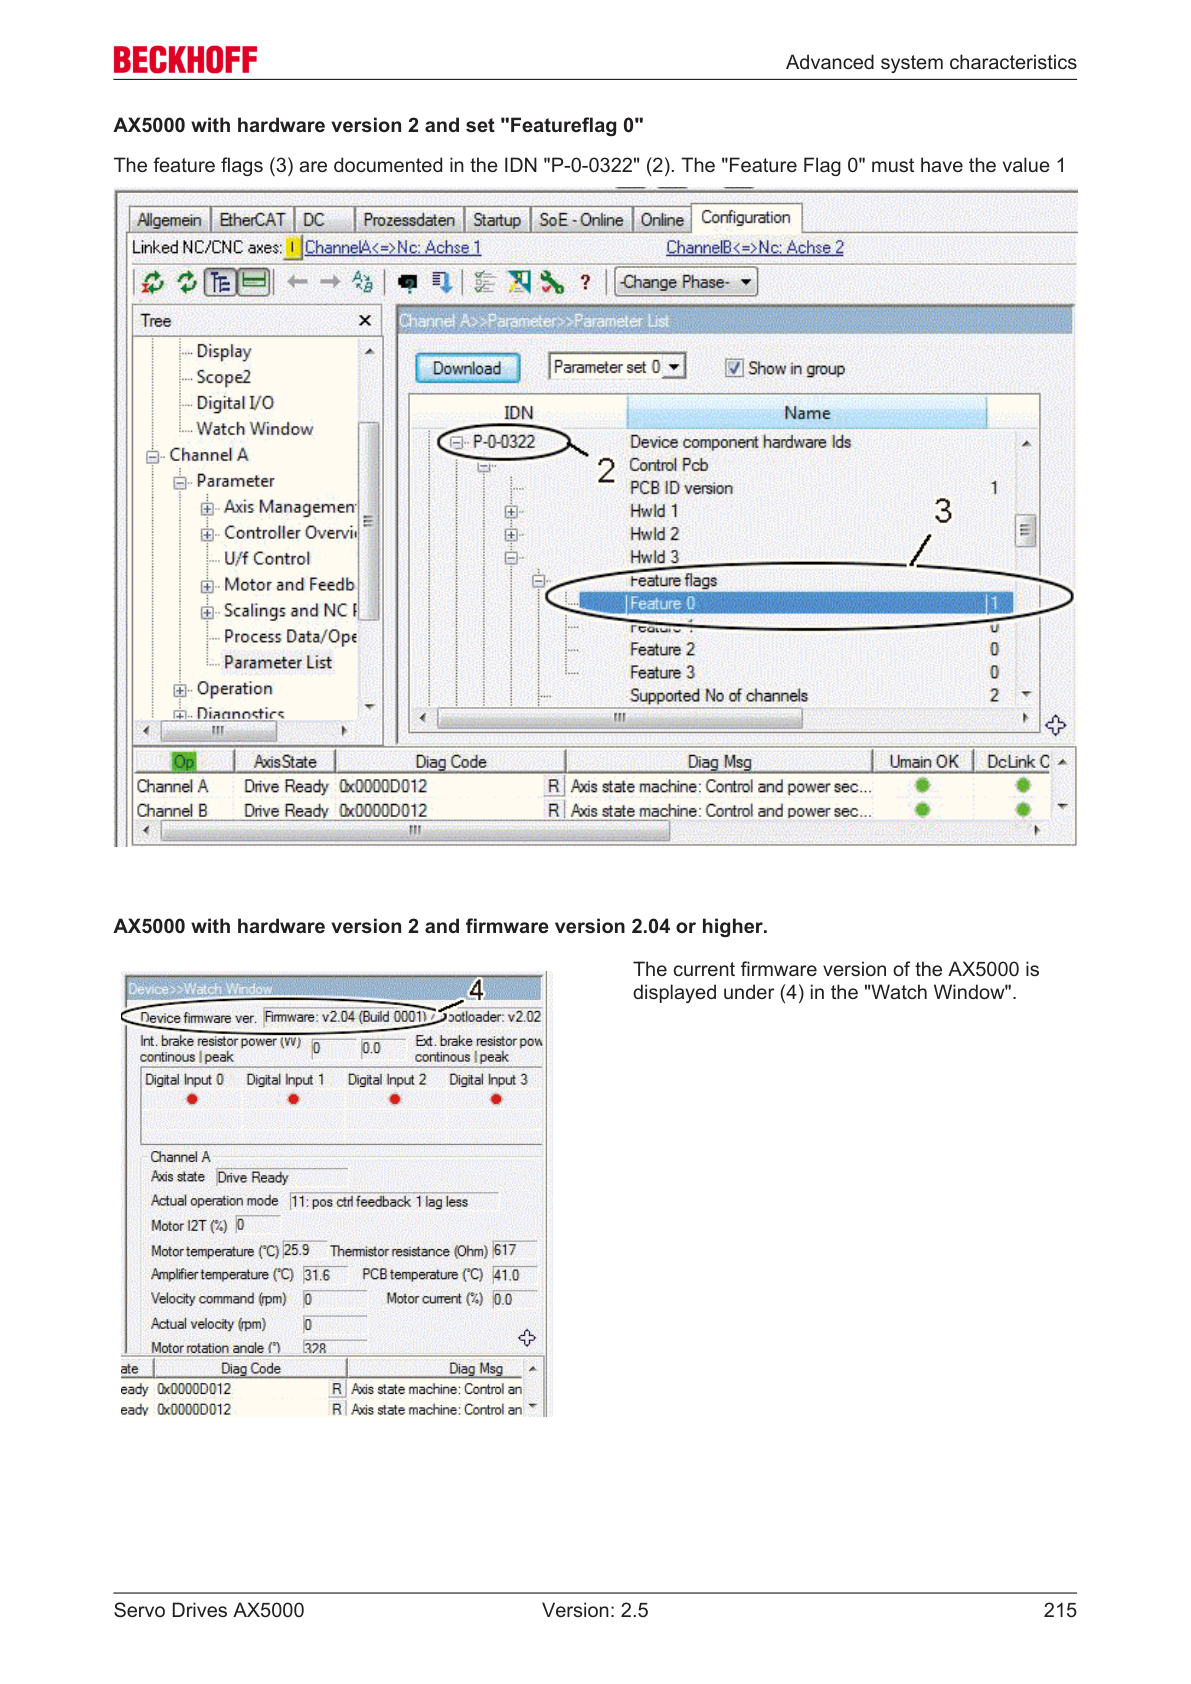 BECKHOFF
Advanced system characteristics
AX5000 with hardware version 2 and set "Featureflag 0"
The feature flags (3) are documented in the IDN "P-0-0322" (2). The "Feature Flag 0" must have the value 1
Allgemein EtherCAT DC Prozessdaten Startup SoE - Online Online Configuration
Linked NC/CNC axes: ChannelA<=>Nc: Achse 1 ChannelB<=>Nc: Achse 2
-Change Phase-
Tree
Channel A>>Parameter>>Parameter List
Display
Scope2
Digital I/O
Watch Window
Channel A
Parameter
Axis Managemen
Controller Overvi
U/f Control
Motor and Feedb
Scalings and NC
Process Data/Ope
Parameter List
Operation
Diagnostics
Download Parameter set 0 Show in group
IDN Name
P-0-0322 Device component hardware Ids
2
Control Pcb
PCB ID version 1
HwId 1
3
HwId 2
HwId 3
Feature flags
Feature 0 1
Feature 1 0
Feature 2 0
Feature 3 0
Supported No of channels 2
Op AxisState Diag Code Diag Msg Umain OK DcLink O
Channel A Drive Ready 0x0000D012 R Axis state machine: Control and power sec...
Channel B Drive Ready 0x0000D012 R Axis state machine: Control and power sec...
AX5000 with hardware version 2 and firmware version 2.04 or higher.
Device>>Watch Window
4
Device firmware ver. Firmware: v2.04 (Build 0001) / Bootloader: v2.02
Int. brake resistor power (W) continous | peak 0 0.0 Ext. brake resistor pow continous | peak
Digital Input 0 Digital Input 1 Digital Input 2 Digital Input 3
Channel A
Axis state Drive Ready
Actual operation mode 11: pos ctrl feedback 1 lag less
Motor I2T (%) 0
Motor temperature (°C) 25.9 Thermistor resistance (Ohm) 617
Amplifier temperature (°C) 31.6 PCB temperature (°C) 41.0
Velocity command (rpm) 0 Motor current (%) 0.0
Actual velocity (rpm) 0
Motor rotation angle (°) 328
ate Diag Code Diag Msg
eady 0x0000D012 R Axis state machine: Control an
eady 0x0000D012 R Axis state machine: Control an
The current firmware version of the AX5000 is
displayed under (4) in the "Watch Window".
Servo Drives AX5000 Version: 2.5 215